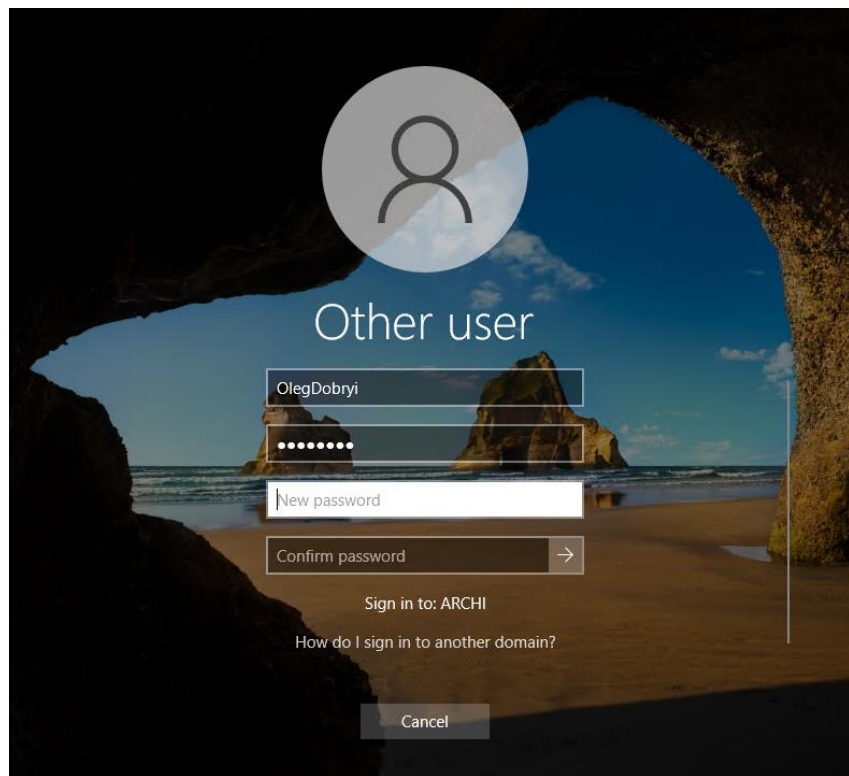 Other user
OlegDobryi
••••••••
New password
Confirm password
Sign in to: ARCHI
How do I sign in to another domain?
Cancel